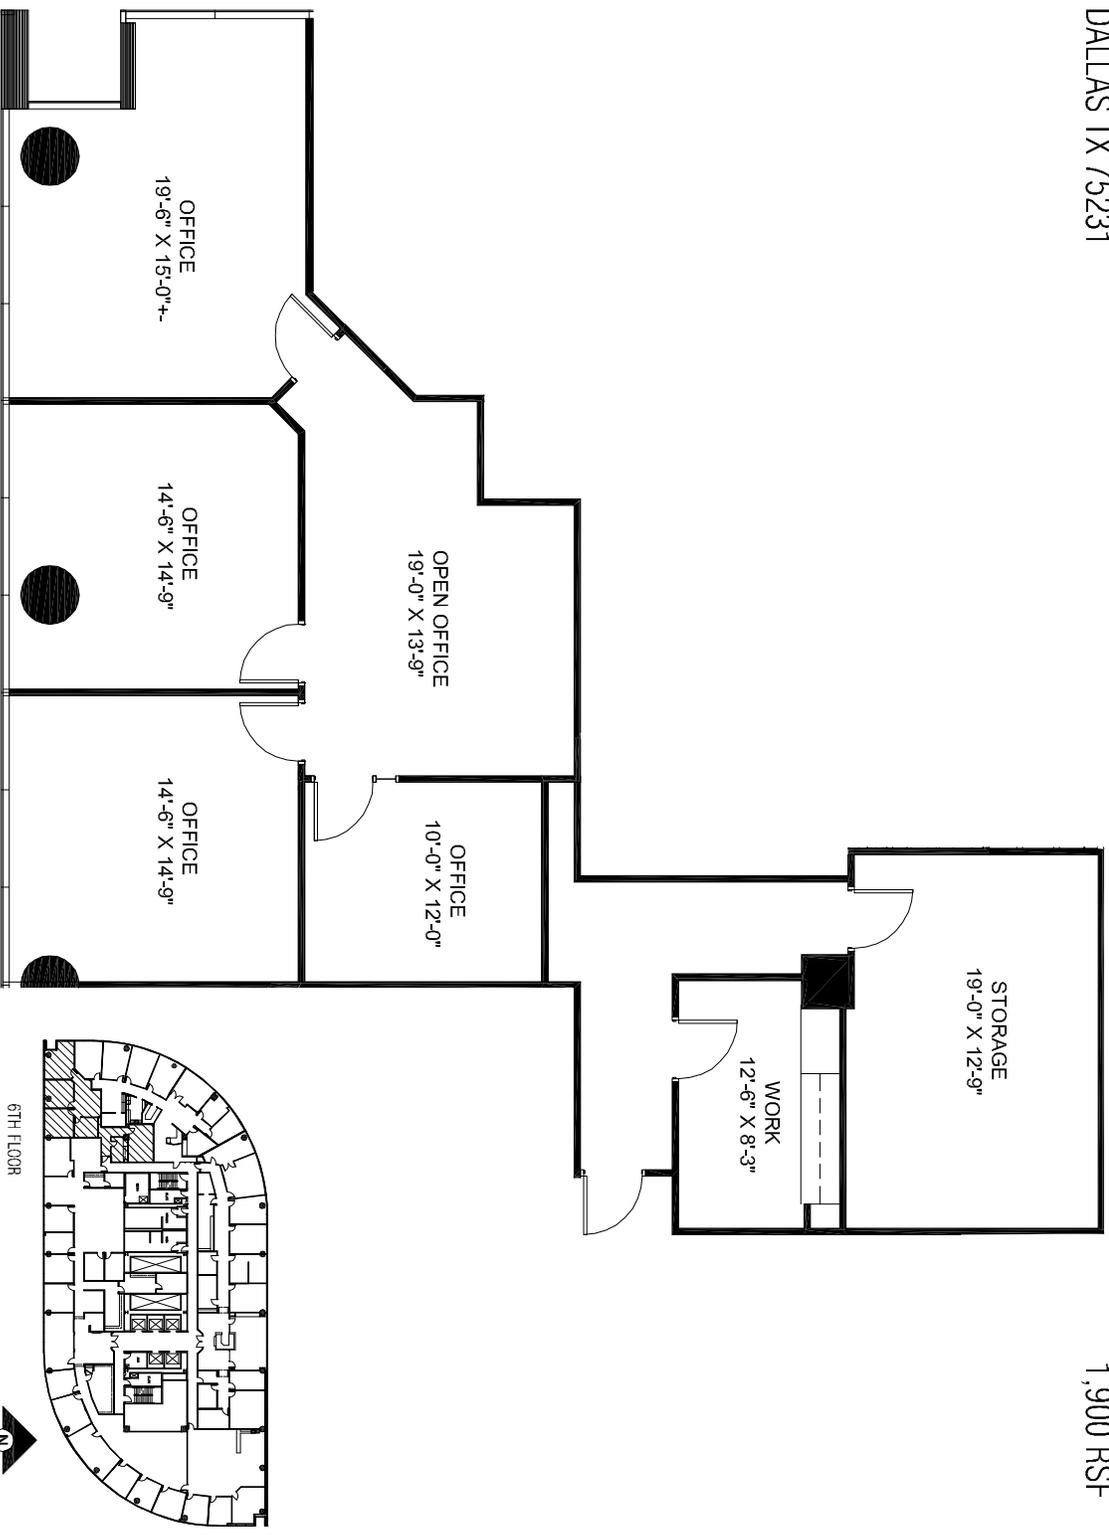 DALLAS TX 75231
1,900 RSF
STORAGE
19'-0" X 12'-9"
WORK
12'-6" X 8'-3"
OFFICE
10'-0" X 12'-0"
OPEN OFFICE
19'-0" X 13'-9"
OFFICE
19'-6" X 15'-0"+-
OFFICE
14'-6" X 14'-9"
OFFICE
14'-6" X 14'-9"
6TH FLOOR
N